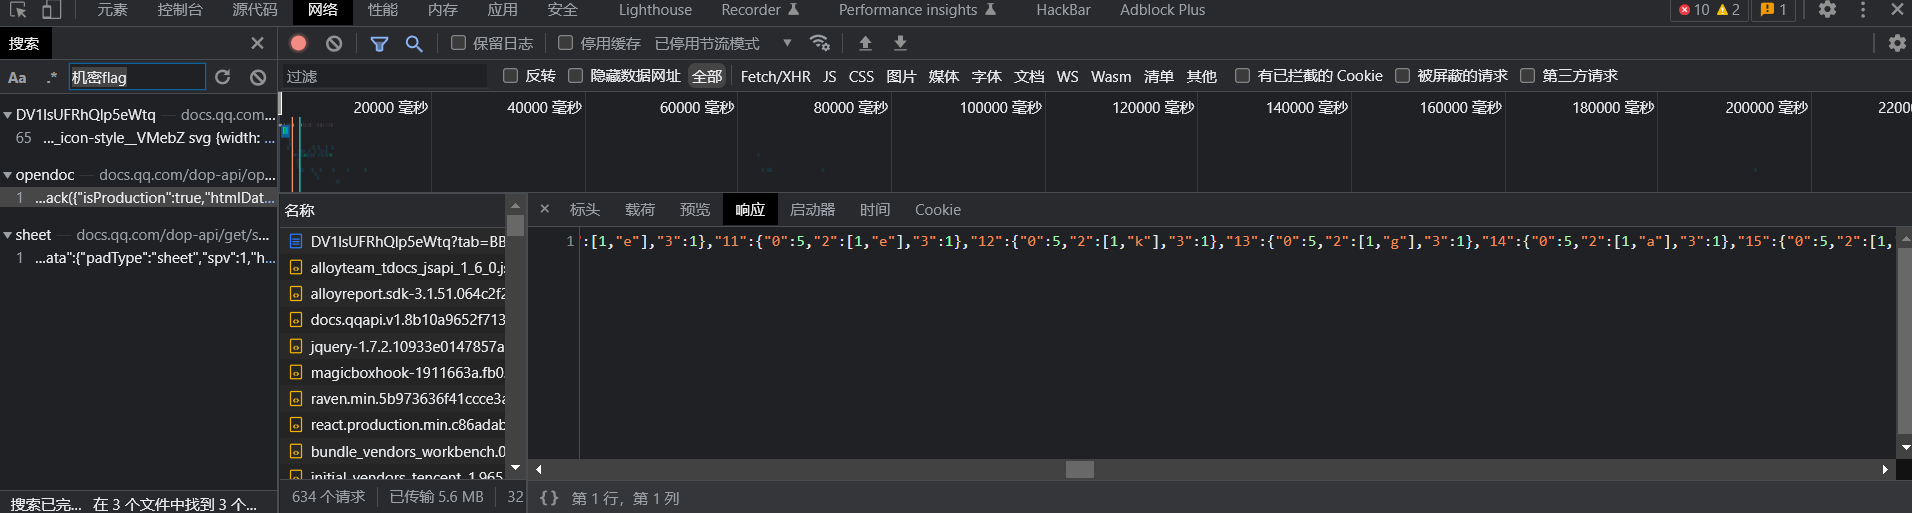 元素 控制台 源代码 网络 性能 内存 应用 安全 Lighthouse Recorder Performance insights HackBar Adblock Plus 10 2 1
搜索 保留日志 停用缓存 已停用节流模式
Aa .* 机密flag 过滤 反转 隐藏数据网址 全部 Fetch/XHR JS CSS 图片 媒体 字体 文档 WS Wasm 清单 其他 有已拦截的 Cookie 被屏蔽的请求 第三方请求
20000 毫秒 40000 毫秒 60000 毫秒 80000 毫秒 100000 毫秒 120000 毫秒 140000 毫秒 160000 毫秒 180000 毫秒 200000 毫秒 22000
DV1lsUFRhQlp5eWtq — docs.qq.com...
65 ..._icon-style__VMebZ svg {width: ...
opendoc — docs.qq.com/dop-api/op...
1 ...ack({"isProduction":true,"htmlDat...
sheet — docs.qq.com/dop-api/get/s...
1 ...ata":{"padType":"sheet","spv":1,"h...
名称
标头 载荷 预览 响应 启动器 时间 Cookie
1 ':[1,"e"],"3":1},"11":{"0":5,"2":[1,"e"],"3":1},"12":{"0":5,"2":[1,"k"],"3":1},"13":{"0":5,"2":[1,"g"],"3":1},"14":{"0":5,"2":[1,"a"],"3":1},"15":{"0":5,"2":[1,
DV1lsUFRhQlp5eWtq?tab=BB
alloyteam_tdocs_jsapi_1_6_0.js
alloyreport.sdk-3.1.51.064c2f2
docs.qqapi.v1.8b10a9652f713
jquery-1.7.2.10933e0147857a
magicboxhook-1911663a.fb0
raven.min.5b973636f41ccce3a
react.production.min.c86adab
bundle_vendors_workbench.0
initial_vendors_tencent_1.965
634 个请求 已传输 5.6 MB 32
{} 第 1 行，第 1 列
搜索已完... 在 3 个文件中找到 3 个...